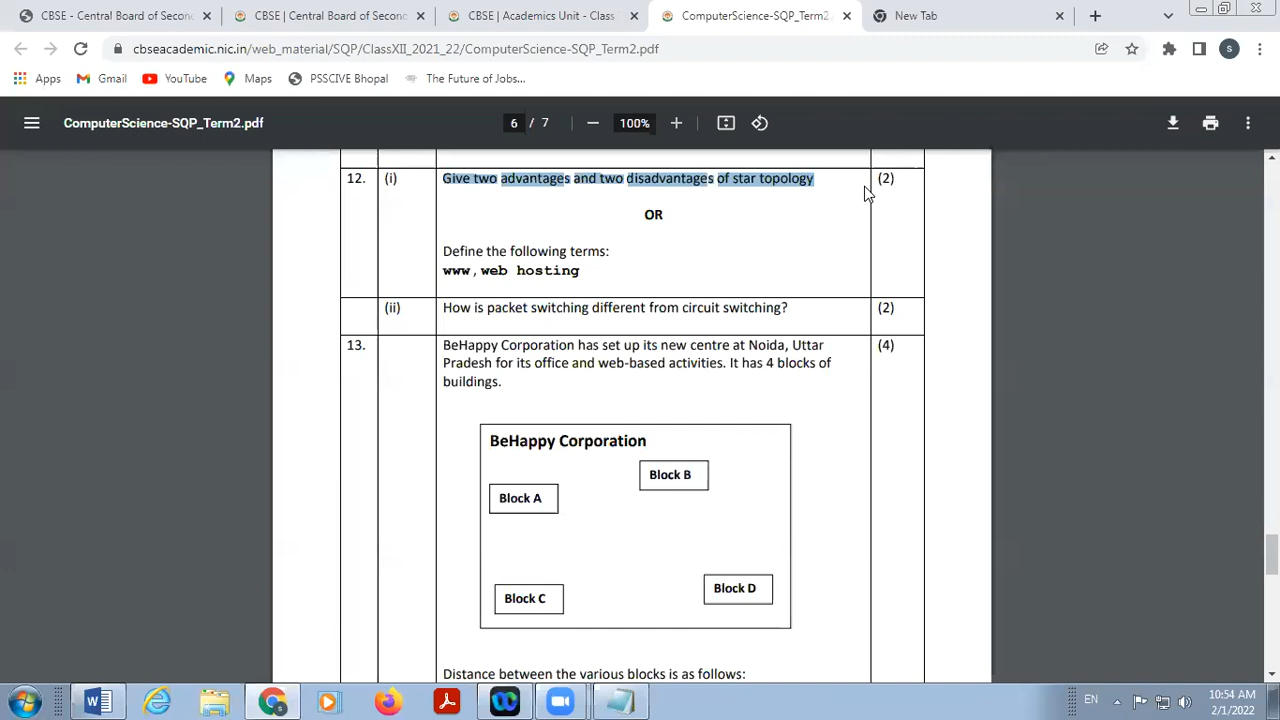 CBSE - Central Board of Second
CBSE | Central Board of Second
CBSE | Academics Unit - Class
ComputerScience-SQP_Term2
New Tab
cbseacademic.nic.in/web_material/SQP/ClassXII_2021_22/ComputerScience-SQP_Term2.pdf
S
Apps Gmail YouTube Maps PSSCIVE Bhopal The Future of Jobs...
ComputerScience-SQP_Term2.pdf 6 / 7 100%
12. (i) Give two advantages and two disadvantages of star topology (2)
OR
Define the following terms:
www, web hosting
(ii) How is packet switching different from circuit switching? (2)
13. BeHappy Corporation has set up its new centre at Noida, Uttar (4)
Pradesh for its office and web-based activities. It has 4 blocks of
buildings.
BeHappy Corporation
Block B
Block A
Block D
Block C
Distance between the various blocks is as follows:
EN
10:54 AM
2/1/2022